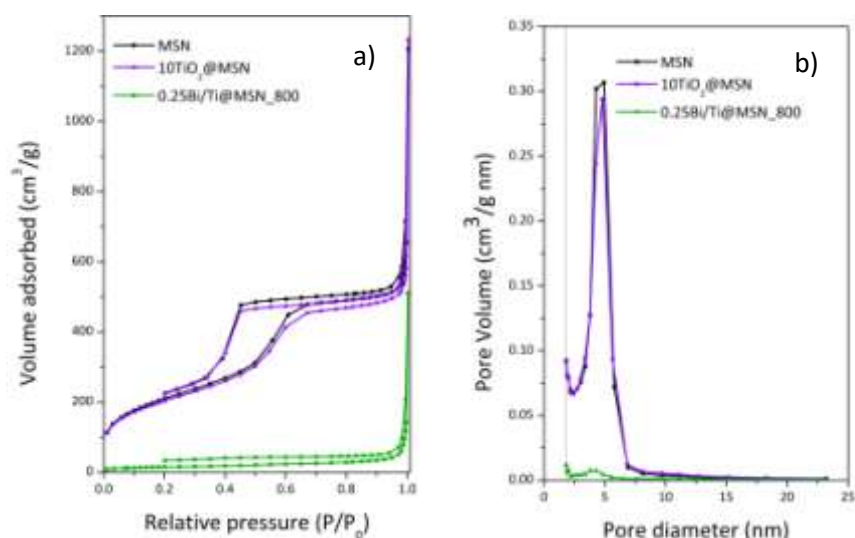 a)
MSN
10TiO₂@MSN
0.25Bi/Ti@MSN_800
Volume adsorbed (cm³/g)
1200
1000
800
600
400
200
0
0.0 0.2 0.4 0.6 0.8 1.0
Relative pressure (P/P₀)
b)
MSN
10TiO₂@MSN
0.25Bi/Ti@MSN_800
Pore Volume (cm³/g nm)
0.35
0.30
0.25
0.20
0.15
0.10
0.05
0.00
0 5 10 15 20 25
Pore diameter (nm)